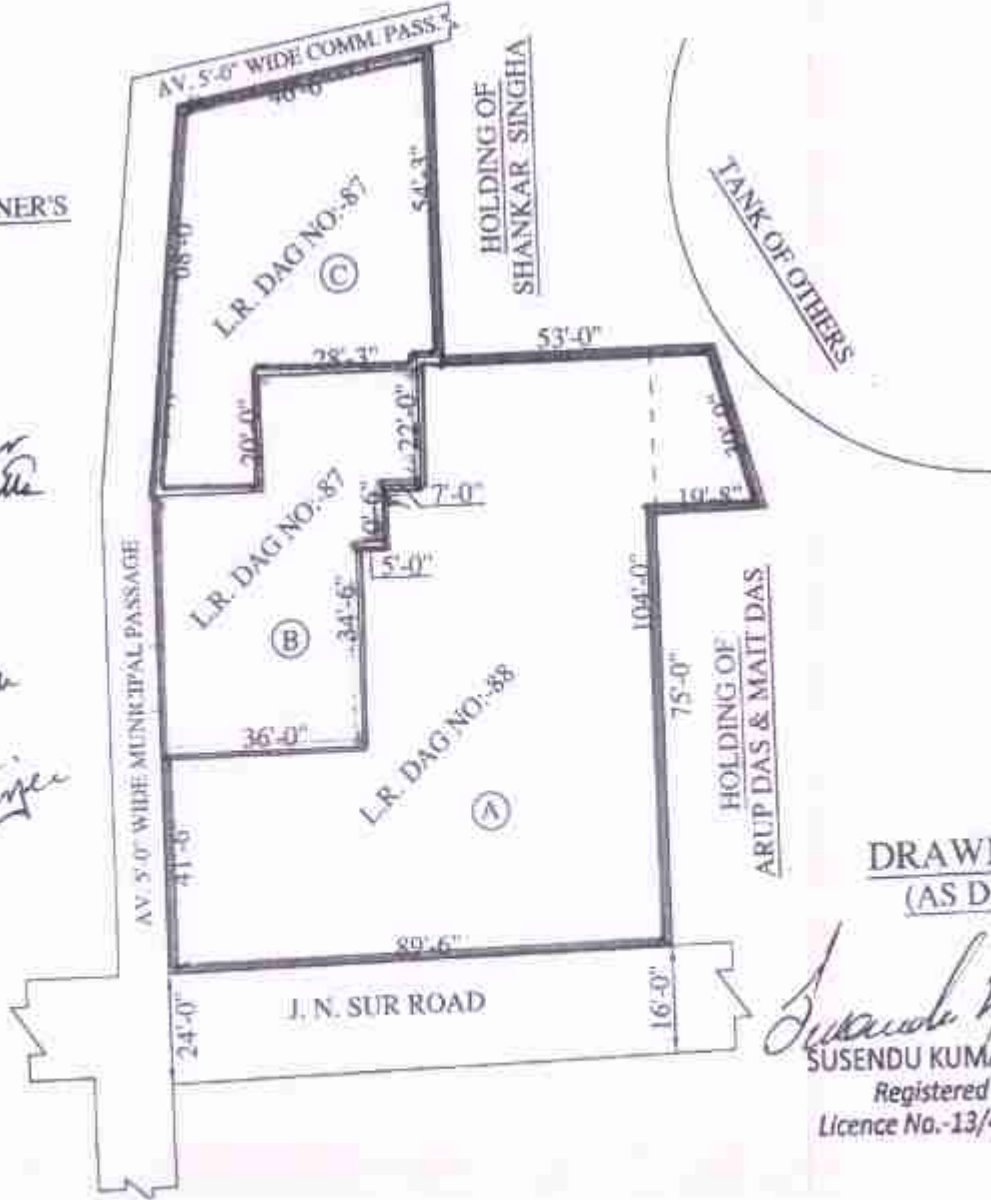 AV. 5'-0" WIDE COMM. PASS.
46'-6"
NER'S
68'-0
54'-3"
HOLDING OF
SHANKAR SINGHA
TANK OF OTHERS
L.R. DAG NO:-87
C
53'-0"
28'-3"
20'-0"
22'-0"
30'-0"
7'-0"
19'-8"
L.R. DAG NO:-87
B
5'-0"
34'-6"
104'-0"
75'-0"
36'-0"
AV. 5'-0" WIDE MUNICIPAL PASSAGE
L.R. DAG NO:-88
A
HOLDING OF
ARUP DAS & MAIT DAS
41'-6
89'-6"
DRAW
(AS D
J. N. SUR ROAD
24'-0"
16'-0"
SUSENDU KUM
Registered
Licence No.-13/